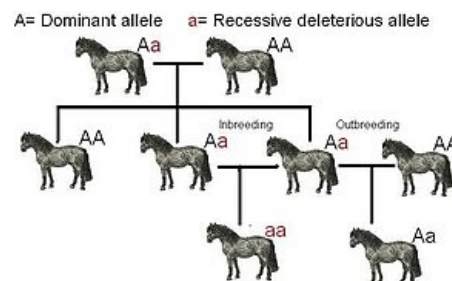 A= Dominant allele a= Recessive deleterious allele
Aa AA
Inbreeding Outbreeding
AA Aa Aa AA
aa Aa